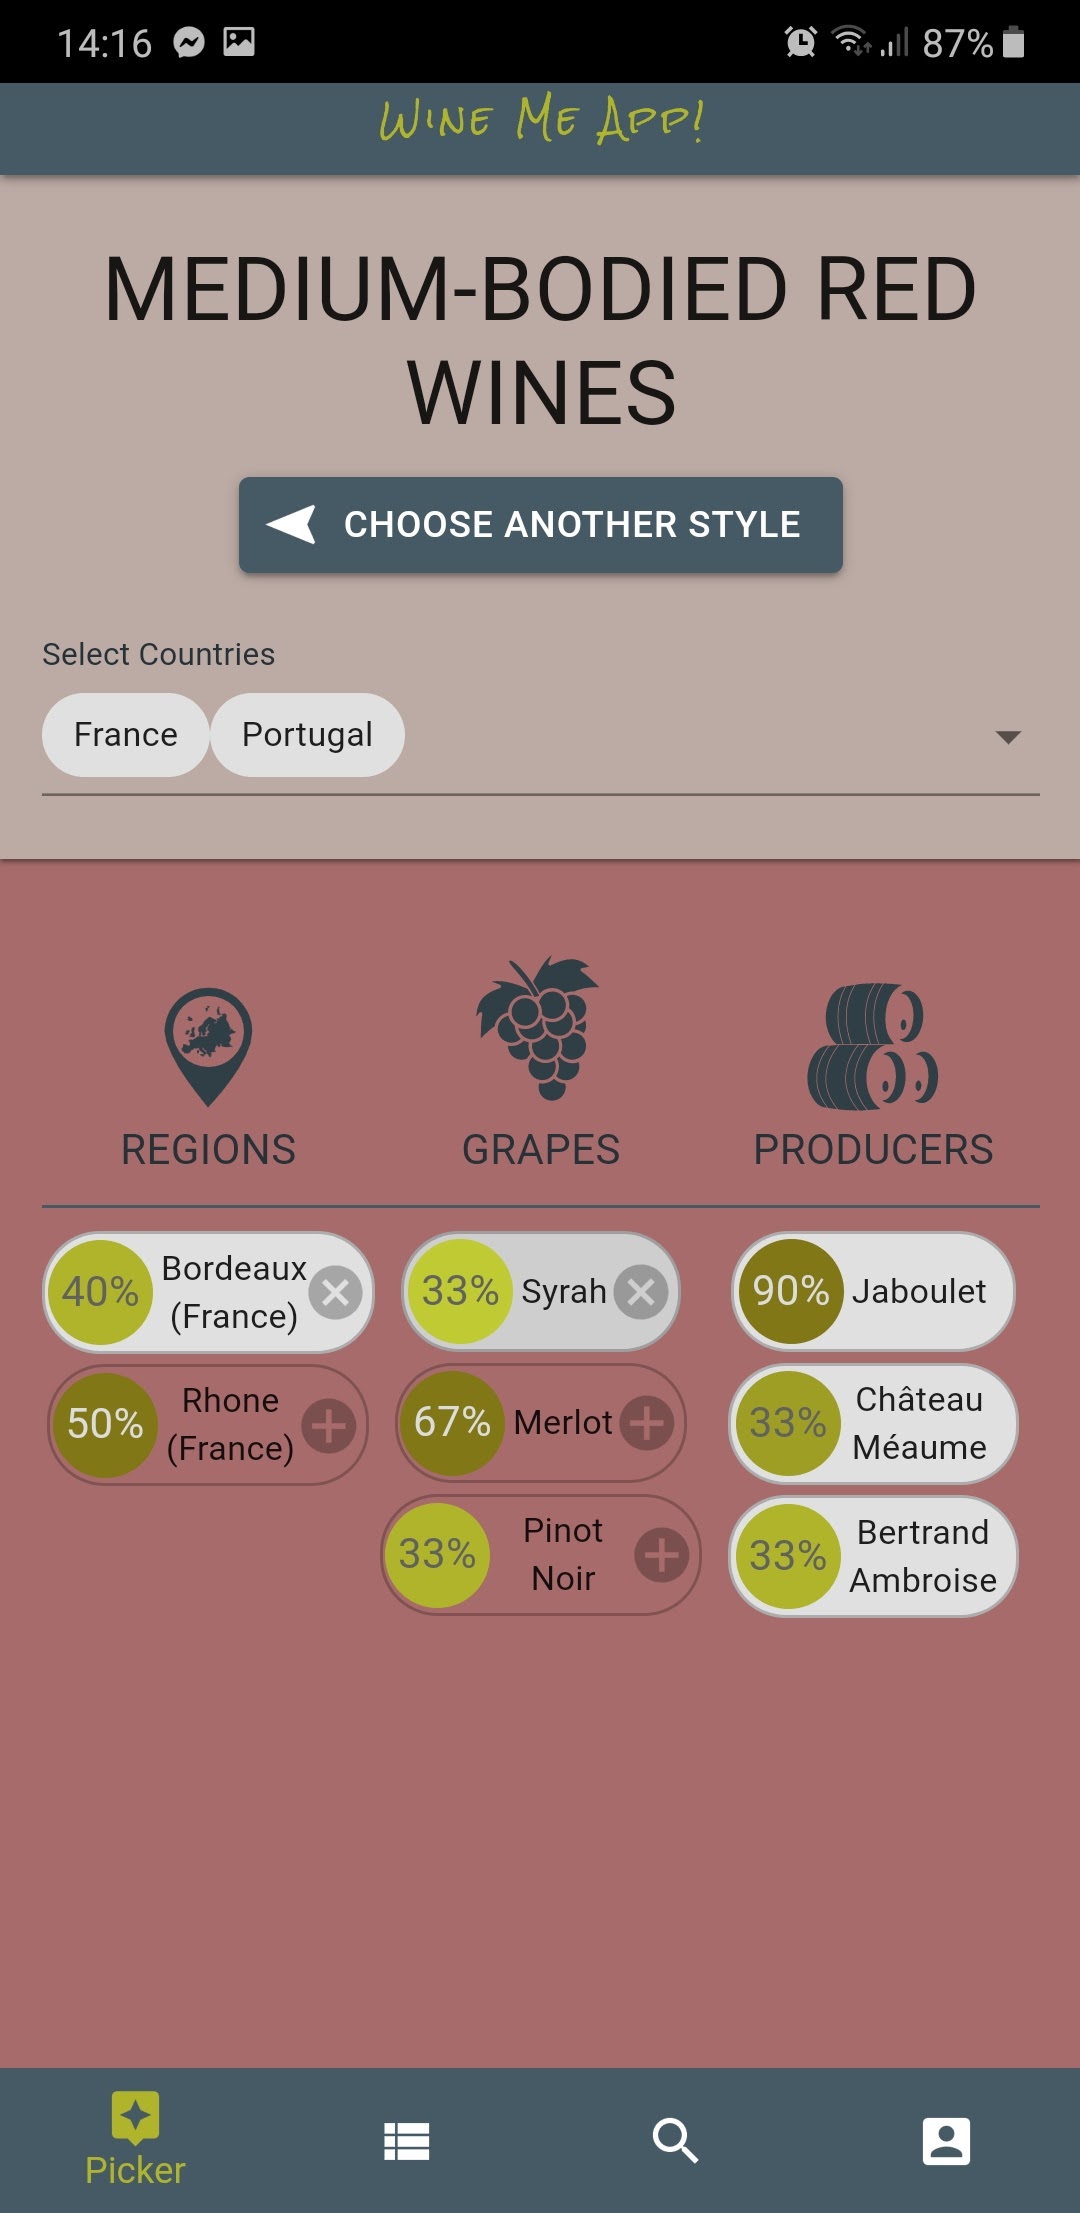 14:16
87%
Wine Me App!
MEDIUM-BODIED RED
WINES
CHOOSE ANOTHER STYLE
Select Countries
France Portugal
REGIONS GRAPES PRODUCERS
40% Bordeaux
(France)
33% Syrah
90% Jaboulet
50% Rhone
(France)
67% Merlot
33% Château
Méaume
33% Pinot
Noir
33% Bertrand
Ambroise
Picker